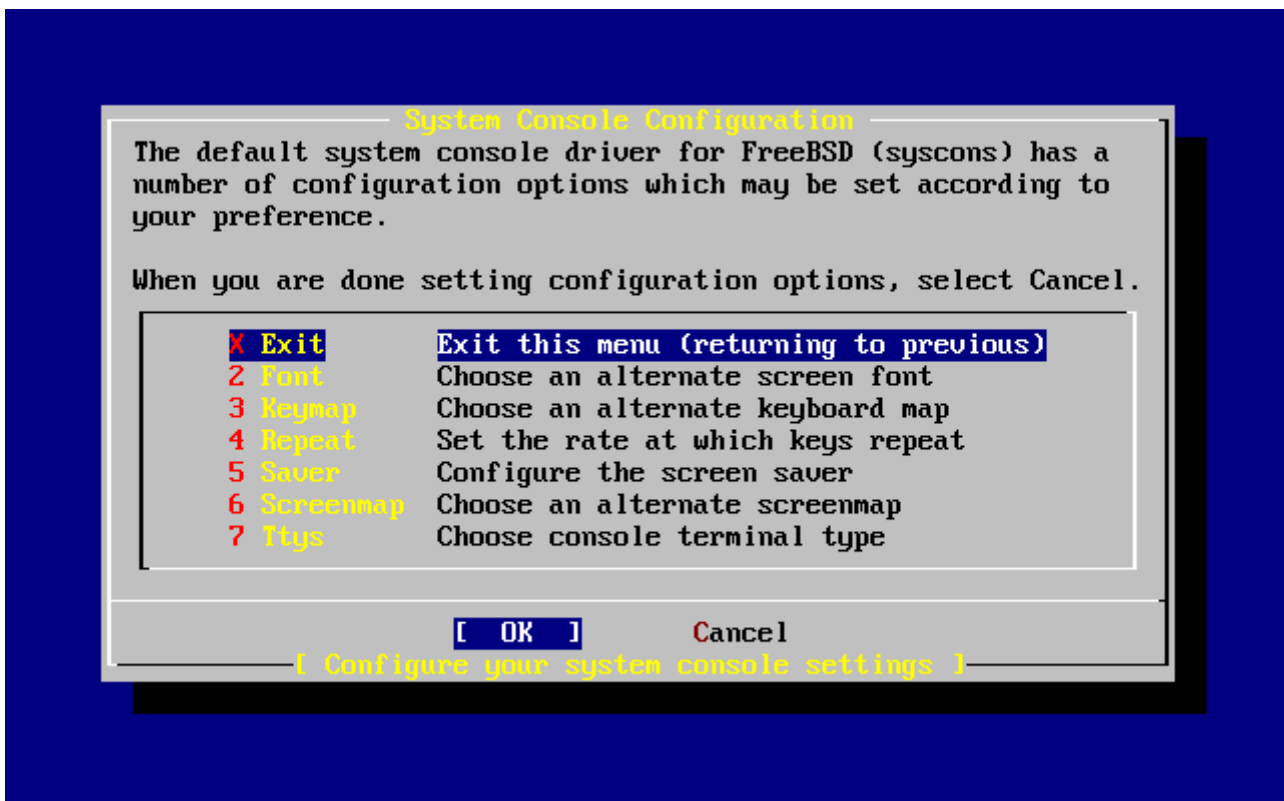 System Console Configuration
The default system console driver for FreeBSD (syscons) has a
number of configuration options which may be set according to
your preference.
When you are done setting configuration options, select Cancel.
X Exit Exit this menu (returning to previous)
2 Font Choose an alternate screen font
3 Keymap Choose an alternate keyboard map
4 Repeat Set the rate at which keys repeat
5 Saver Configure the screen saver
6 Screenmap Choose an alternate screenmap
7 Ttys Choose console terminal type
[ OK ] Cancel
[ Configure your system console settings ]